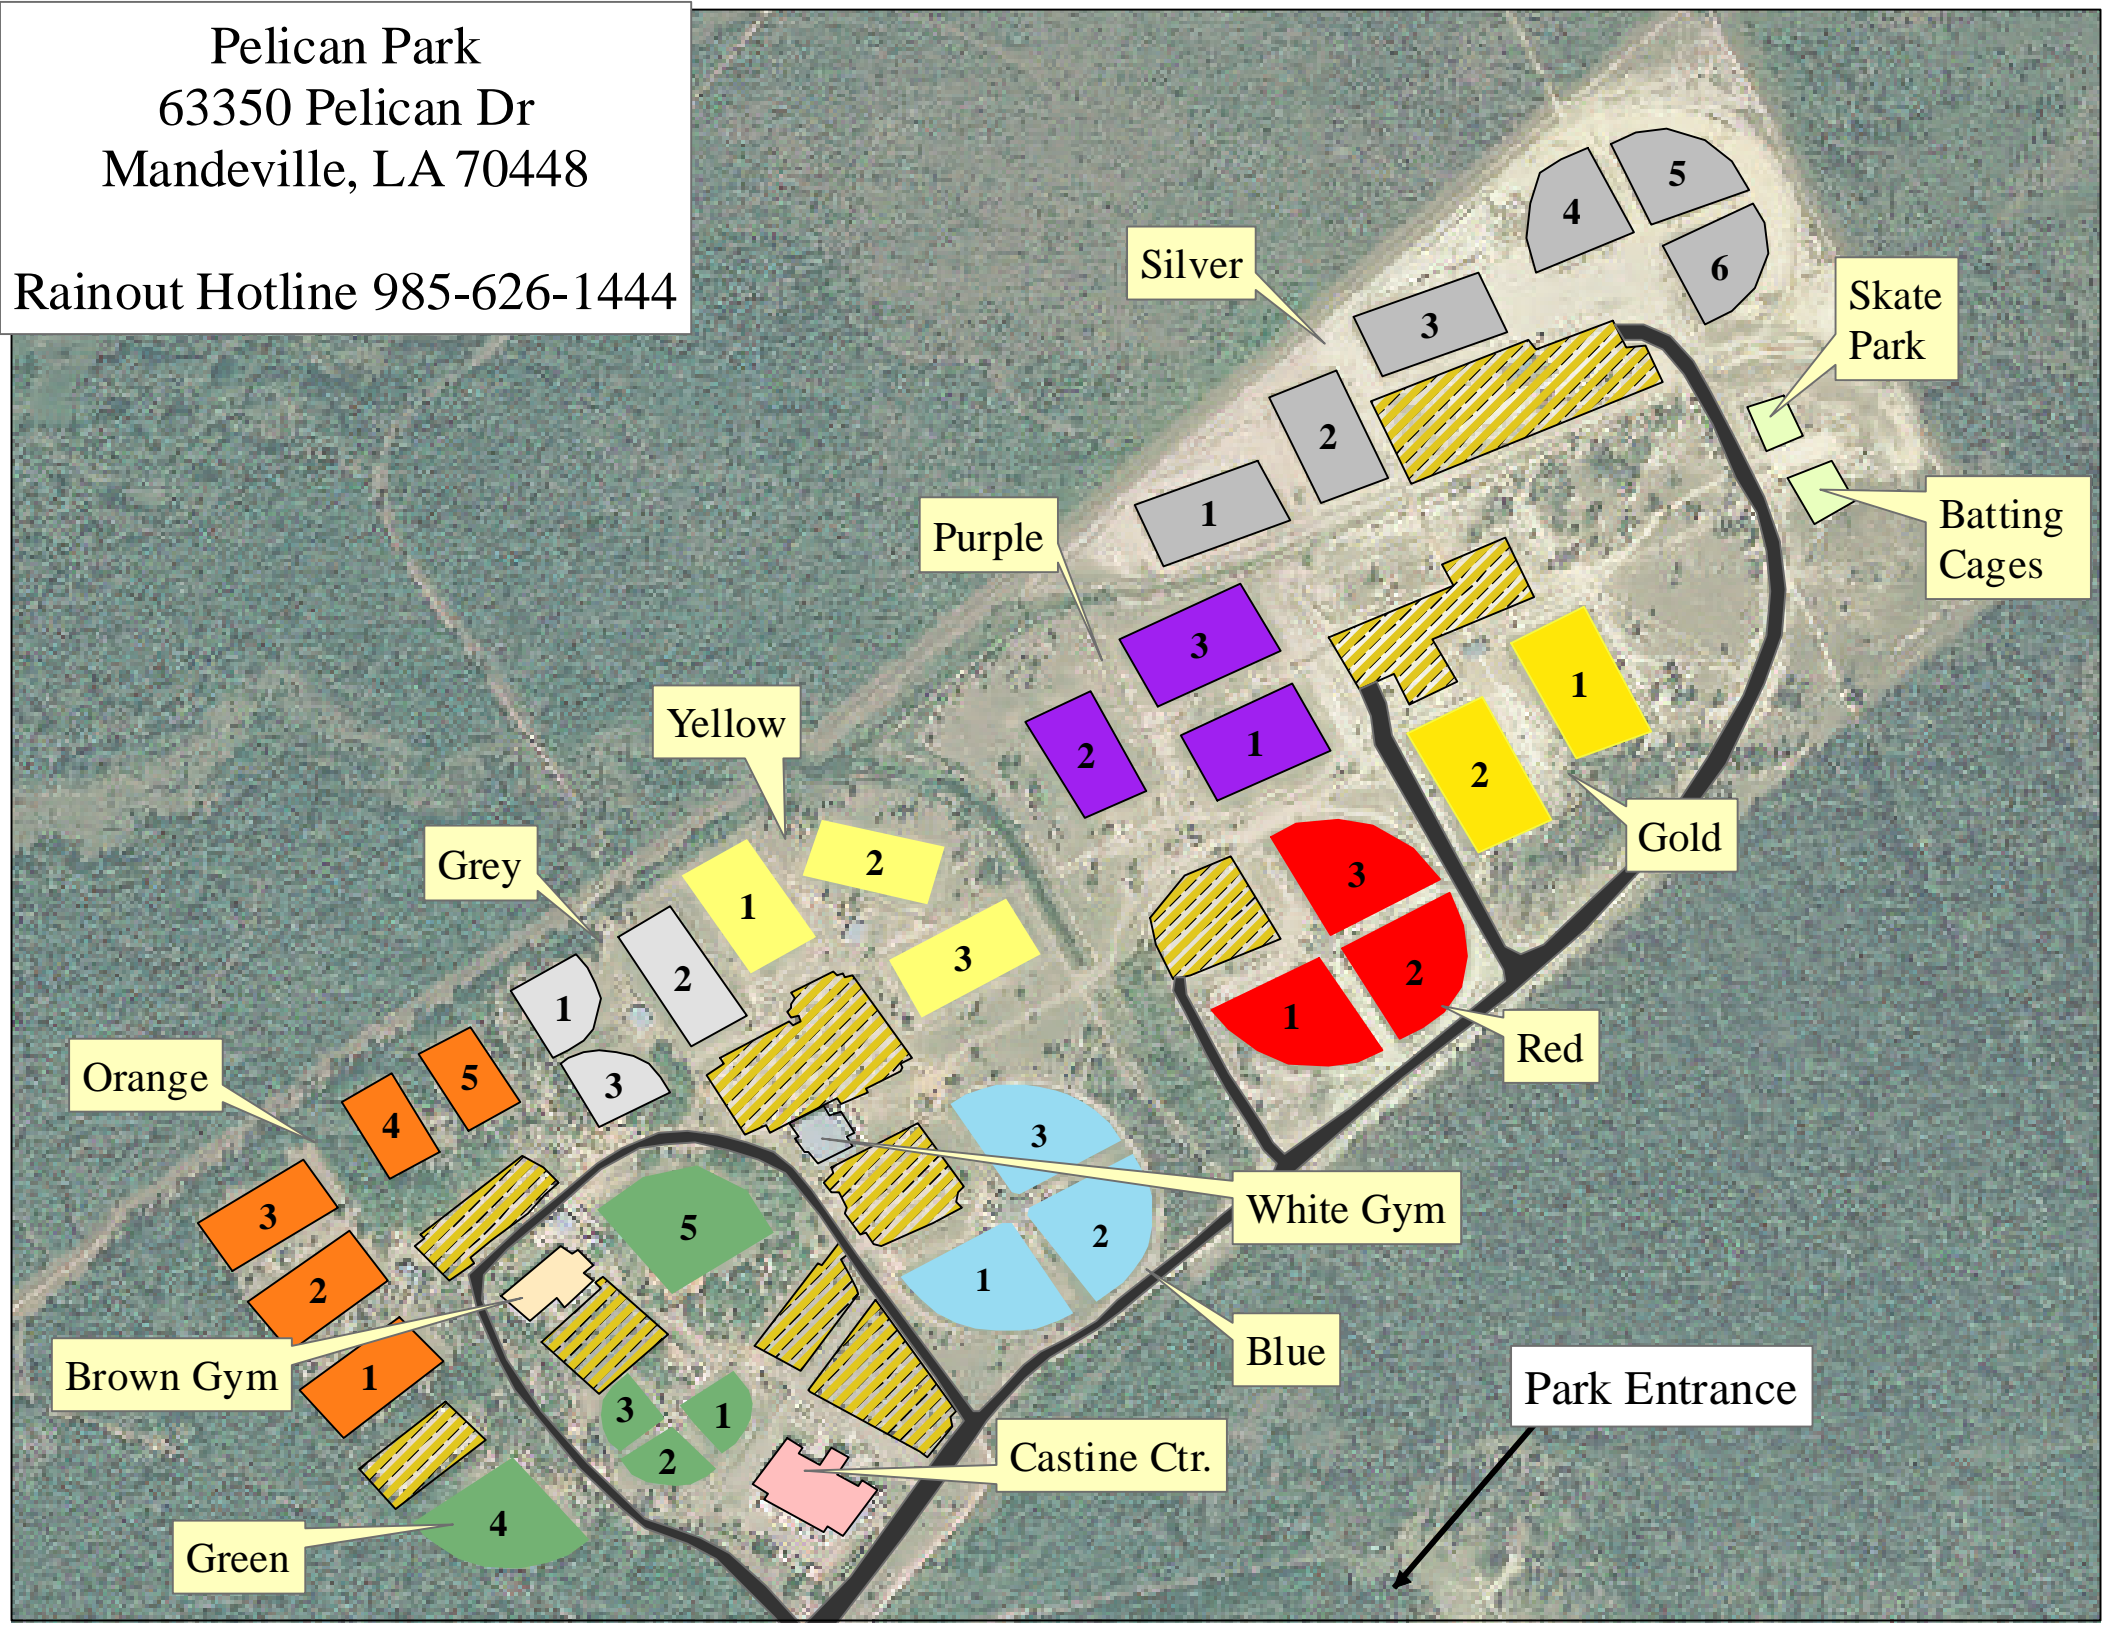 Pelican Park
63350 Pelican Dr
Mandeville, LA 70448
Rainout Hotline 985-626-1444
5
4
Silver
6
Skate
Park
3
2
1
Batting
Cages
Purple
3
1
2
1
2
Yellow
Gold
Grey
2
1
3
3
2
1
Red
2
1
3
Orange
5
4
3
2
1
3
2
1
White Gym
Blue
5
Brown Gym
3
1
2
Park Entrance
Castine Ctr.
4
Green